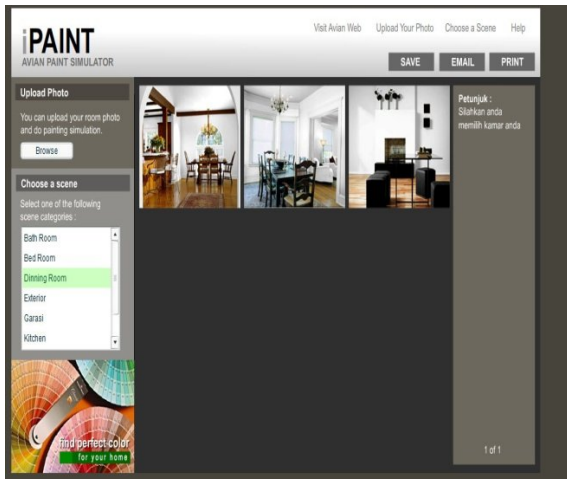 iPAINT
AVIAN PAINT SIMULATOR
Visit Avian Web
Upload Your Photo
Choose a Scene
Help
SAVE
EMAIL
PRINT
Upload Photo
You can upload your room photo
and do painting simulation.
Browse
Choose a scene
Select one of the following
scene categories :
Bath Room
Bed Room
Dinning Room
Exterior
Garasi
Kitchen
find perfect color
for your home
Petunjuk :
Silahkan anda
memilih kamar anda
1 of 1